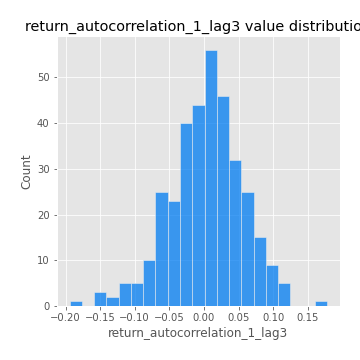 return_autocorrelation_1_lag3 value distributio
50
40
30
20
10
0
Count
−0.20 −0.15 −0.10 −0.05 0.00 0.05 0.10 0.15
return_autocorrelation_1_lag3